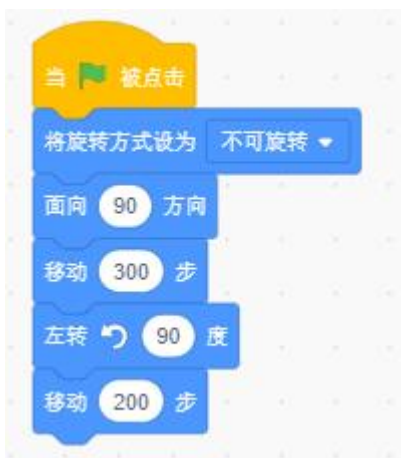 当 被点击
将旋转方式设为 不可旋转
面向 90 方向
移动 300 步
左转 90 度
移动 200 步